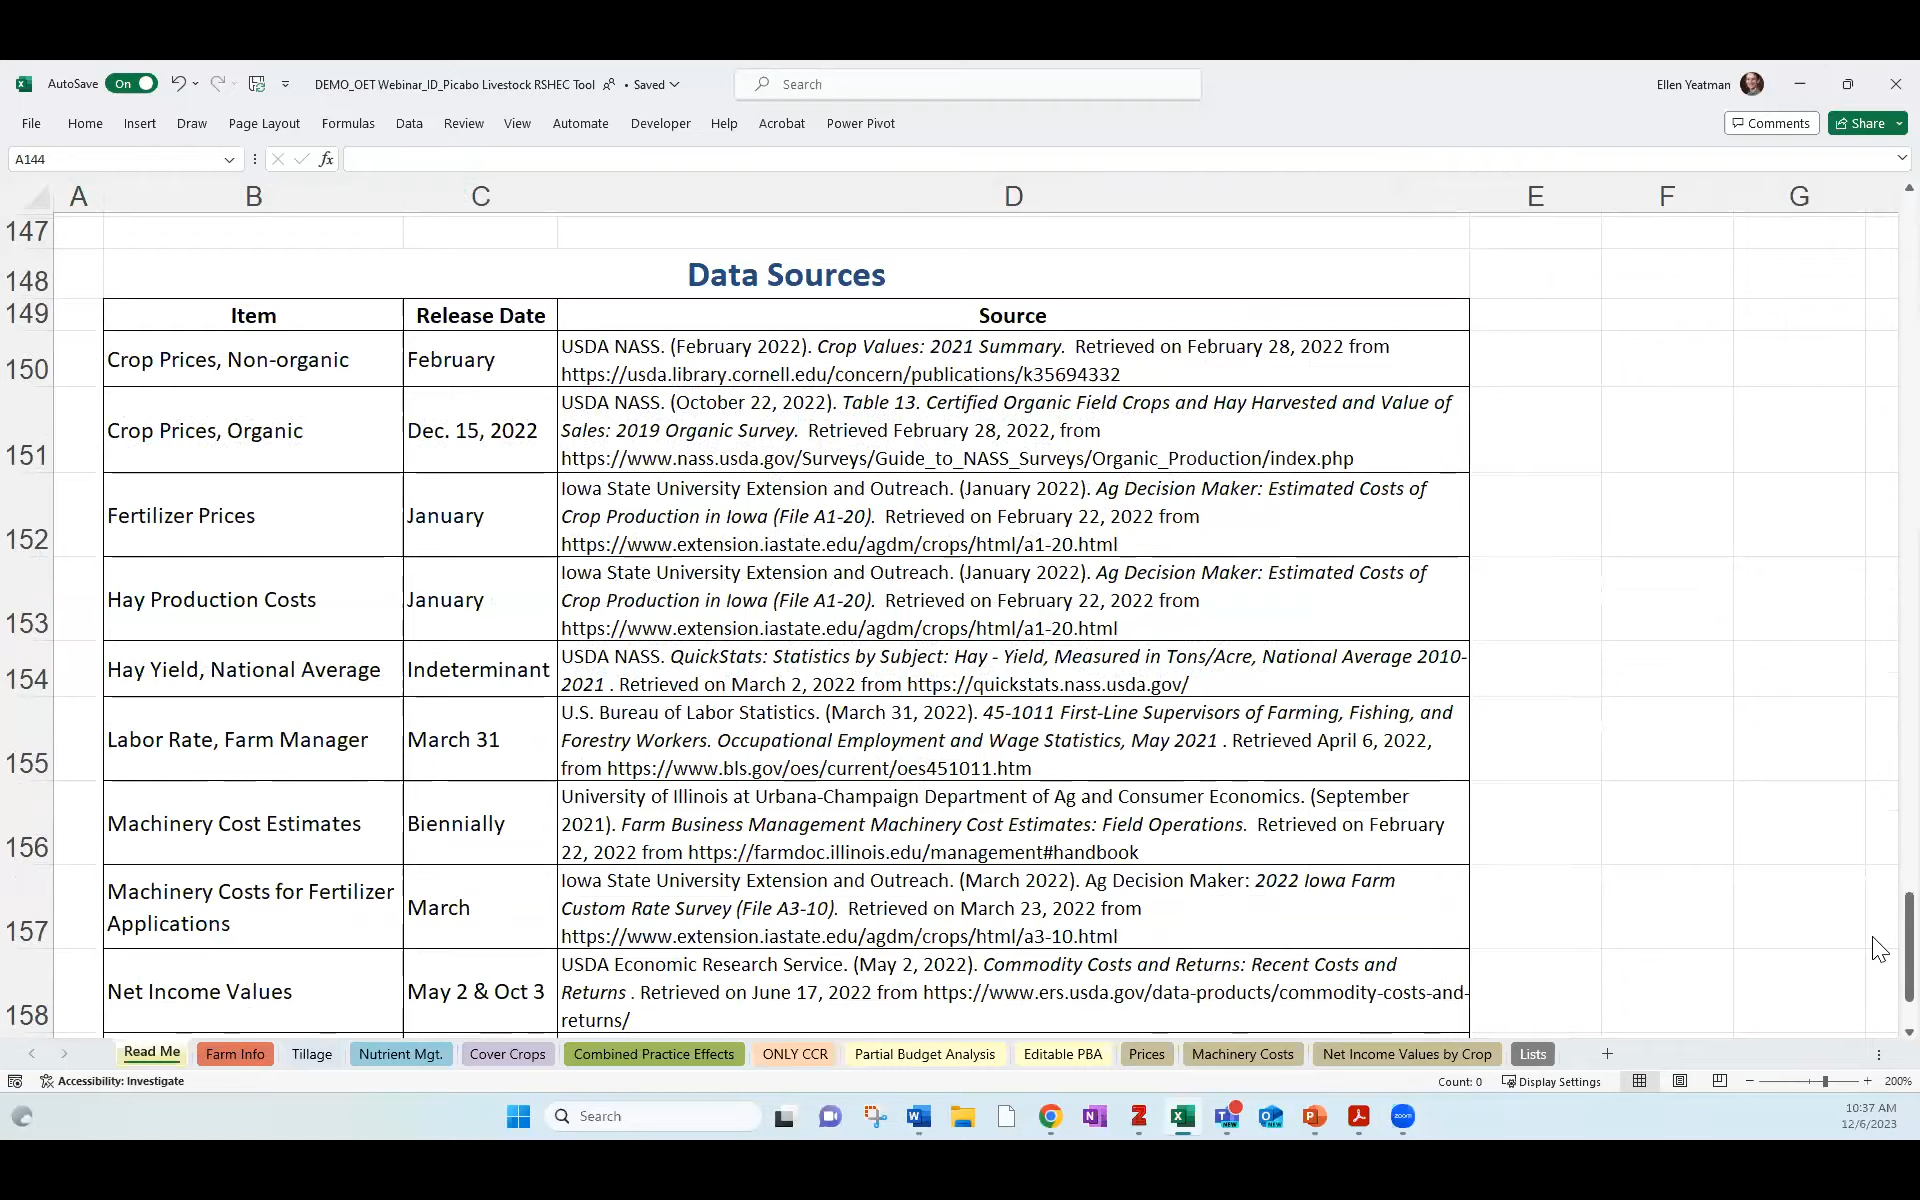 AutoSave On DEMO_OET Webinar_ID_Picabo Livestock RSHEC Tool • Saved Search Ellen Yeatman
File Home Insert Draw Page Layout Formulas Data Review View Automate Developer Help Acrobat Power Pivot Comments Share
A144 fx
A B C D E F G
147
148 Data Sources
149 Item Release Date Source
150 Crop Prices, Non-organic February USDA NASS. (February 2022). Crop Values: 2021 Summary. Retrieved on February 28, 2022 from
https://usda.library.cornell.edu/concern/publications/k35694332
151 Crop Prices, Organic Dec. 15, 2022 USDA NASS. (October 22, 2022). Table 13. Certified Organic Field Crops and Hay Harvested and Value of
Sales: 2019 Organic Survey. Retrieved February 28, 2022, from
https://www.nass.usda.gov/Surveys/Guide_to_NASS_Surveys/Organic_Production/index.php
152 Fertilizer Prices January Iowa State University Extension and Outreach. (January 2022). Ag Decision Maker: Estimated Costs of
Crop Production in Iowa (File A1-20). Retrieved on February 22, 2022 from
https://www.extension.iastate.edu/agdm/crops/html/a1-20.html
153 Hay Production Costs January Iowa State University Extension and Outreach. (January 2022). Ag Decision Maker: Estimated Costs of
Crop Production in Iowa (File A1-20). Retrieved on February 22, 2022 from
https://www.extension.iastate.edu/agdm/crops/html/a1-20.html
154 Hay Yield, National Average Indeterminant USDA NASS. QuickStats: Statistics by Subject: Hay - Yield, Measured in Tons/Acre, National Average 2010-
2021 . Retrieved on March 2, 2022 from https://quickstats.nass.usda.gov/
155 Labor Rate, Farm Manager March 31 U.S. Bureau of Labor Statistics. (March 31, 2022). 45-1011 First-Line Supervisors of Farming, Fishing, and
Forestry Workers. Occupational Employment and Wage Statistics, May 2021 . Retrieved April 6, 2022,
from https://www.bls.gov/oes/current/oes451011.htm
156 Machinery Cost Estimates Biennially University of Illinois at Urbana-Champaign Department of Ag and Consumer Economics. (September
2021). Farm Business Management Machinery Cost Estimates: Field Operations. Retrieved on February
22, 2022 from https://farmdoc.illinois.edu/management#handbook
157 Machinery Costs for Fertilizer Applications March Iowa State University Extension and Outreach. (March 2022). Ag Decision Maker: 2022 Iowa Farm
Custom Rate Survey (File A3-10). Retrieved on March 23, 2022 from
https://www.extension.iastate.edu/agdm/crops/html/a3-10.html
158 Net Income Values May 2 & Oct 3 USDA Economic Research Service. (May 2, 2022). Commodity Costs and Returns: Recent Costs and
Returns . Retrieved on June 17, 2022 from https://www.ers.usda.gov/data-products/commodity-costs-and-
returns/
Read Me Farm Info Tillage Nutrient Mgt. Cover Crops Combined Practice Effects ONLY CCR Partial Budget Analysis Editable PBA Prices Machinery Costs Net Income Values by Crop Lists
Accessibility: Investigate Count: 0 Display Settings 200%
Search 10:37 AM
12/6/2023